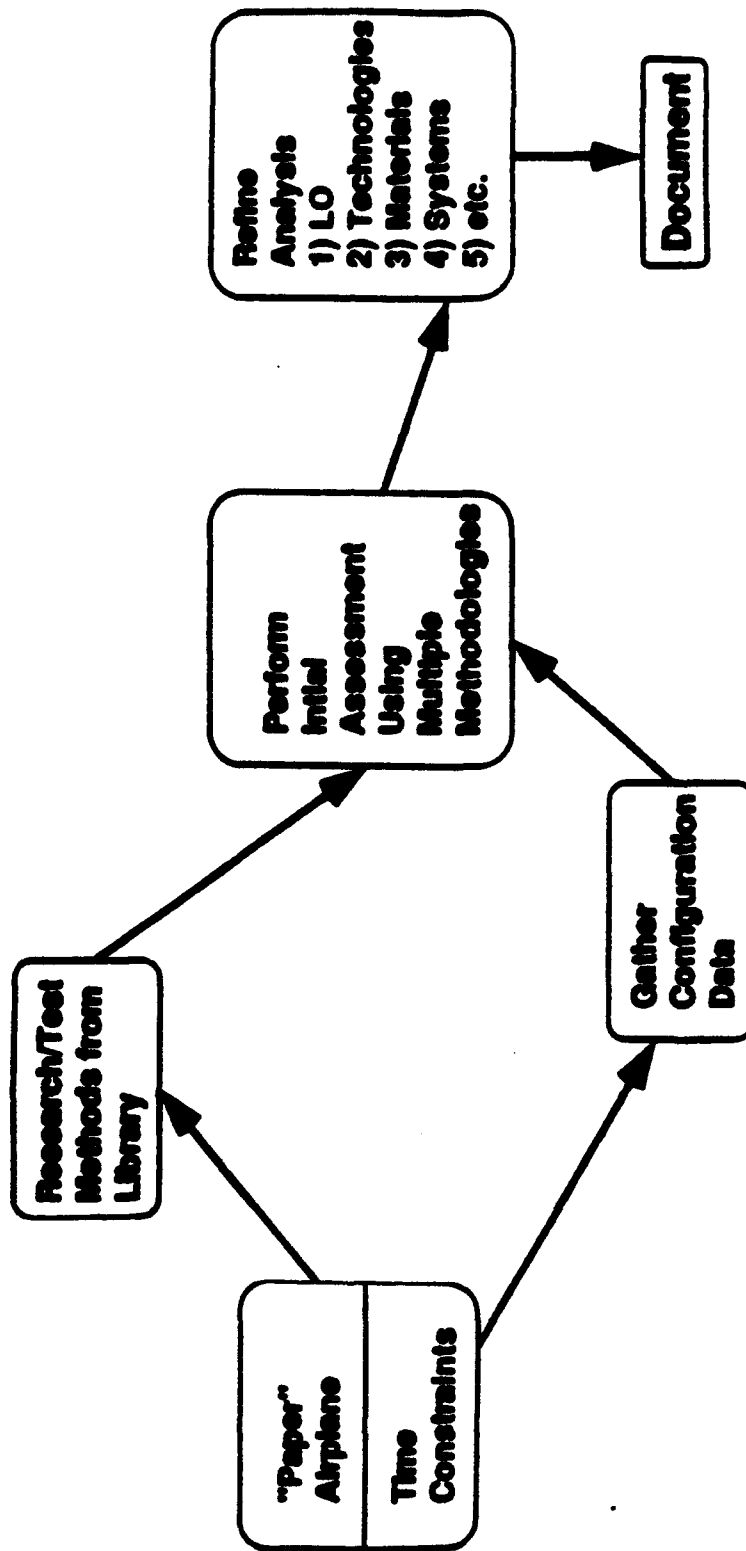 "Paper"
Airplane
Time
Constraints
Research/Test
Methods from
Library
Gather
Configuration
Data
Perform
Intial
Assessment
Using
Multiple
Methodologies
Refine
Analysis
1) LO
2) Technologies
3) Materials
4) Systems
5) etc.
Document